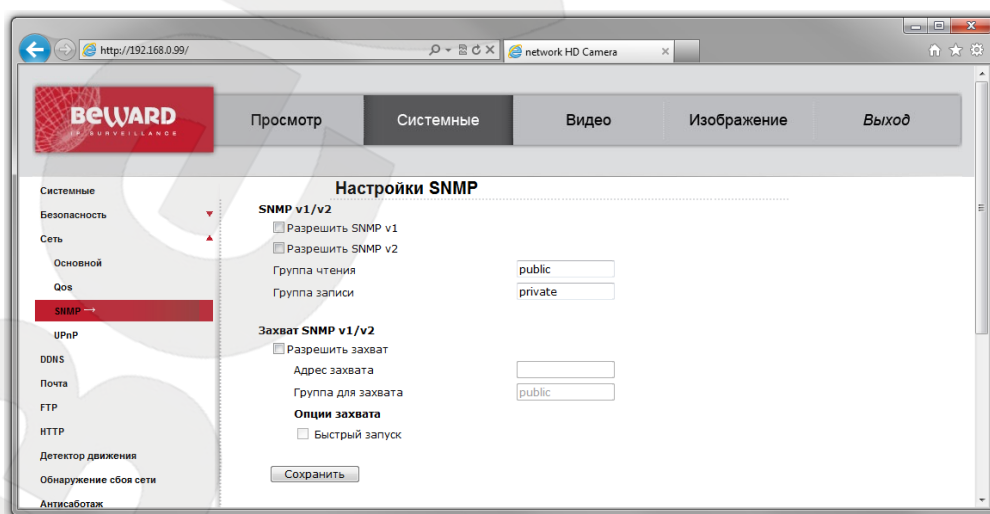 http://192.168.0.99/
network HD Camera
BEWARD
IP SURVEILLANCE
Просмотр
Системные
Видео
Изображение
Выход
Системные
Безопасность
Сеть
Основной
Qos
SNMP
UPnP
DDNS
Почта
FTP
HTTP
Детектор движения
Обнаружение сбоя сети
Антисаботаж
Настройки SNMP
SNMP v1/v2
Разрешить SNMP v1
Разрешить SNMP v2
Группа чтения public
Группа записи private
Захват SNMP v1/v2
Разрешить захват
Адрес захвата
Группа для захвата public
Опции захвата
Быстрый запуск
Сохранить